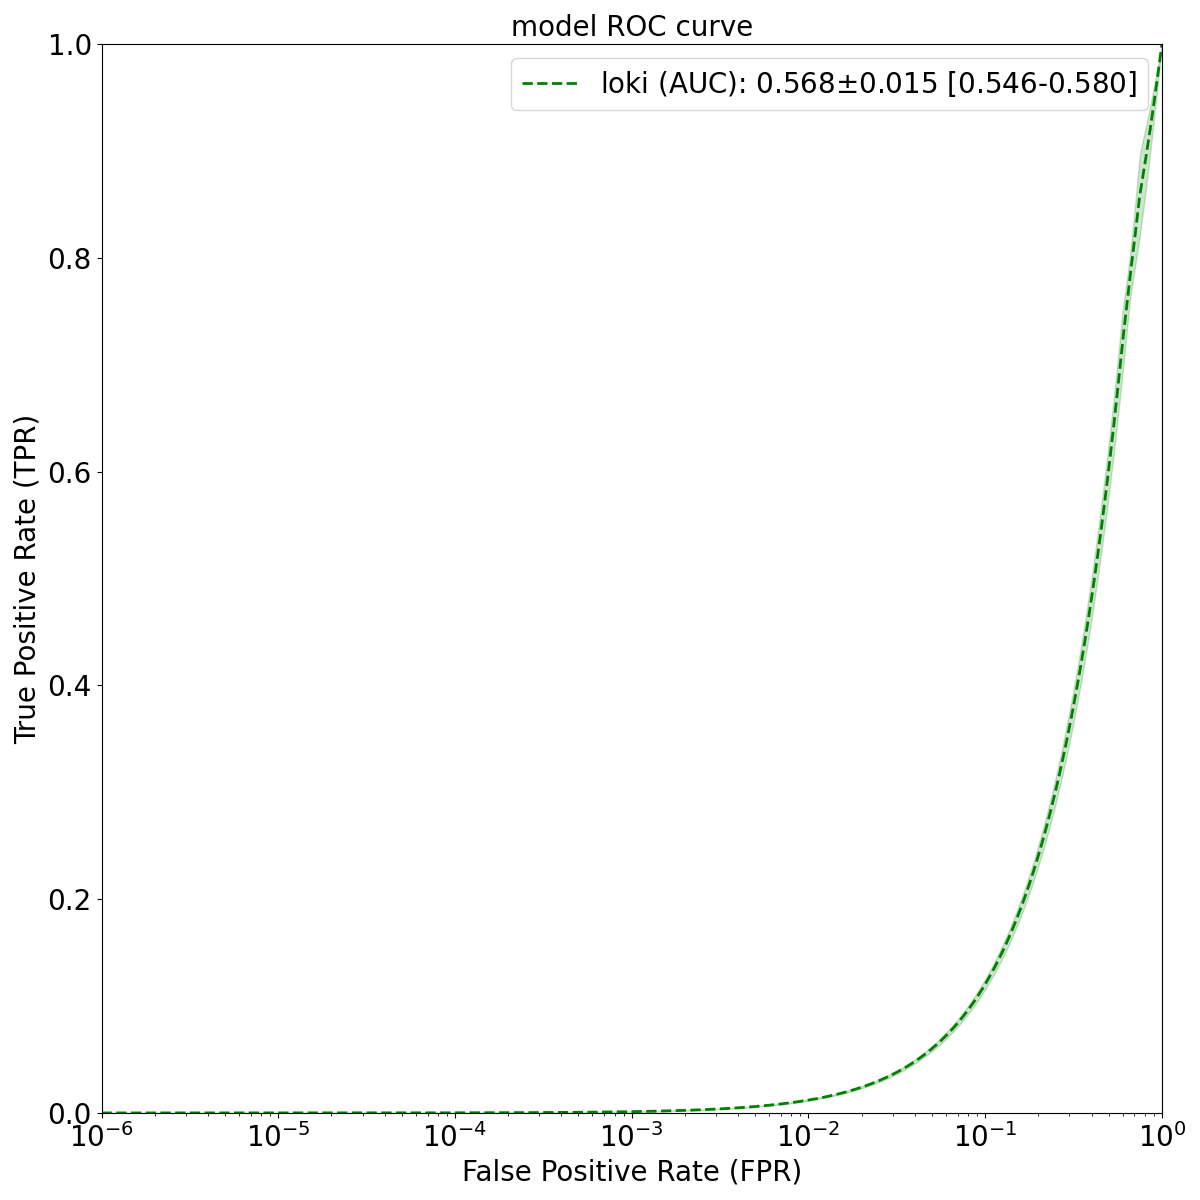 model ROC curve
loki (AUC): 0.568±0.015 [0.546-0.580]
1.0
0.8
0.6
0.4
0.2
0.0
True Positive Rate (TPR)
10⁻⁶ 10⁻⁵ 10⁻⁴ 10⁻³ 10⁻² 10⁻¹ 10⁰
False Positive Rate (FPR)